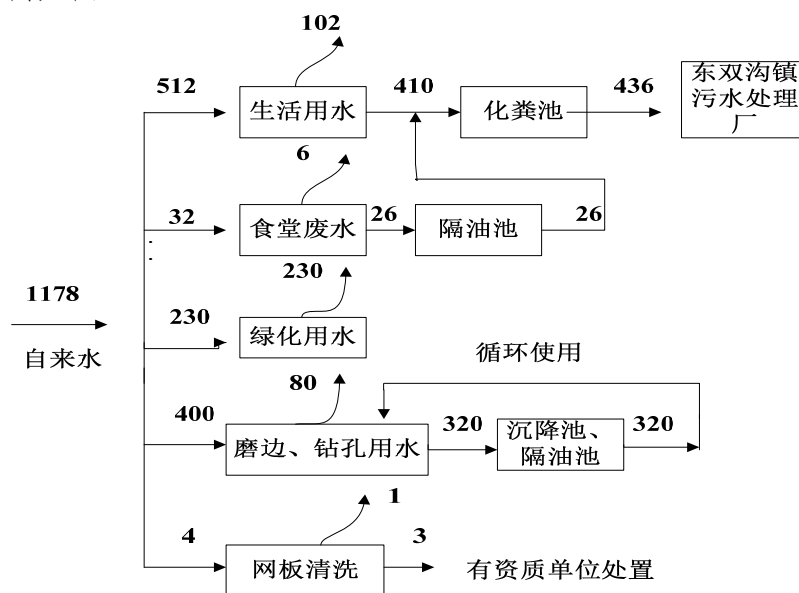 102
512
生活用水
410
化粪池
436
东双沟镇
污水处理
厂
6
32
食堂废水
26
隔油池
26
1178
自来水
230
230
绿化用水
循环使用
80
400
磨边、钻孔用水
320
沉降池、
隔油池
320
1
4
网板清洗
3
有资质单位处置